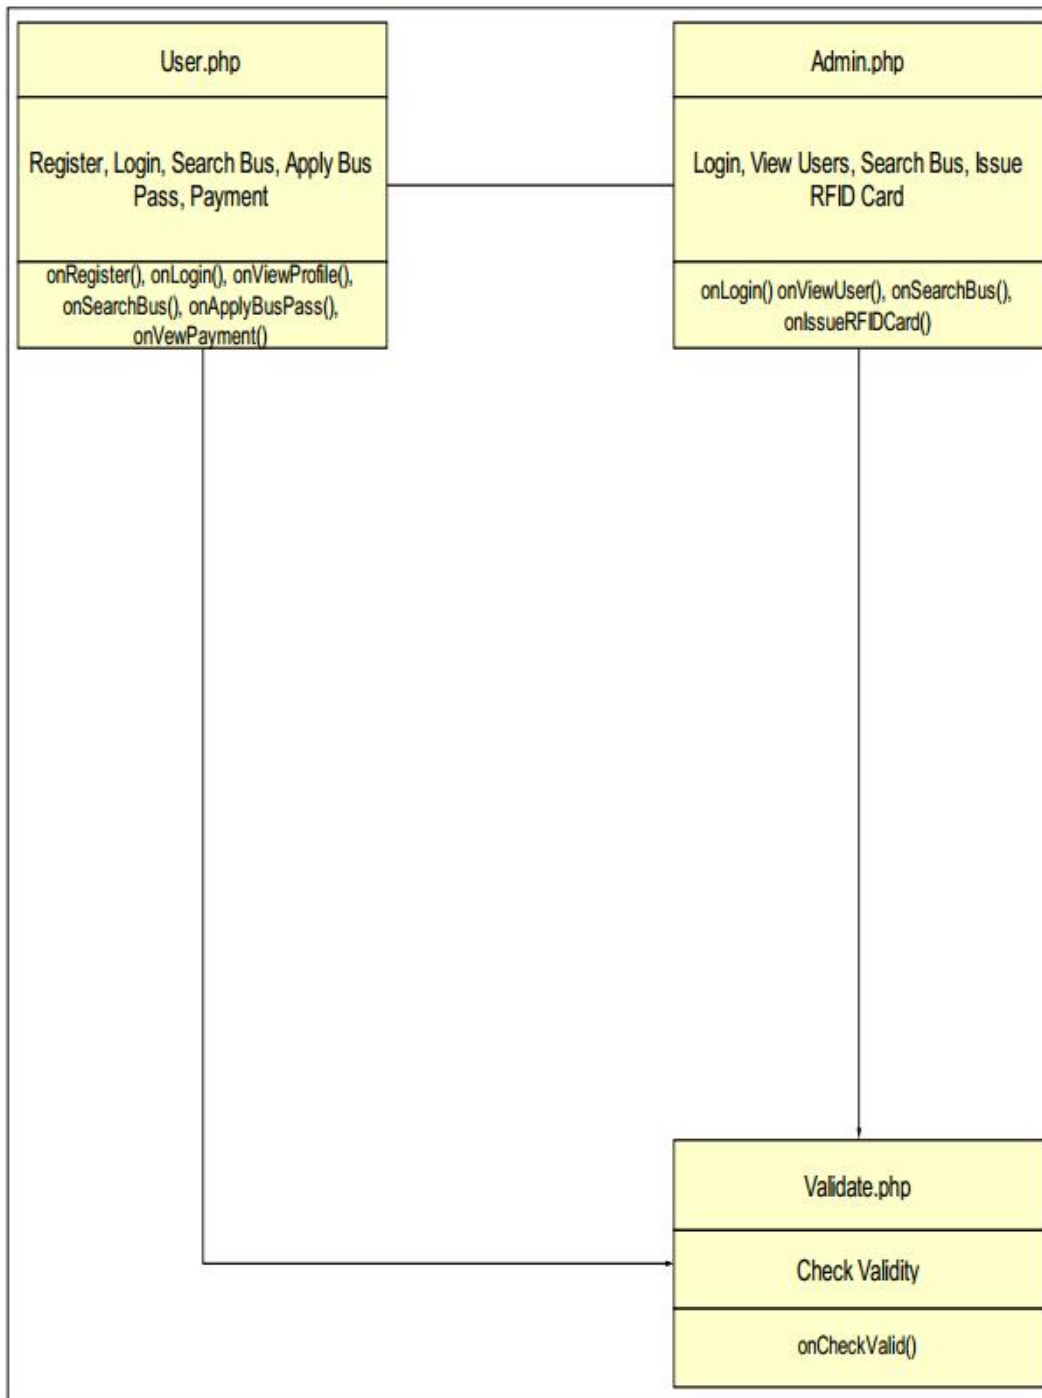 User.php
Register, Login, Search Bus, Apply Bus
Pass, Payment
onRegister(), onLogin(), onViewProfile(),
onSearchBus(), onApplyBusPass(),
onVewPayment()
Admin.php
Login, View Users, Search Bus, Issue
RFID Card
onLogin() onViewUser(), onSearchBus(),
onIssueRFIDCard()
Validate.php
Check Validity
onCheckValid()